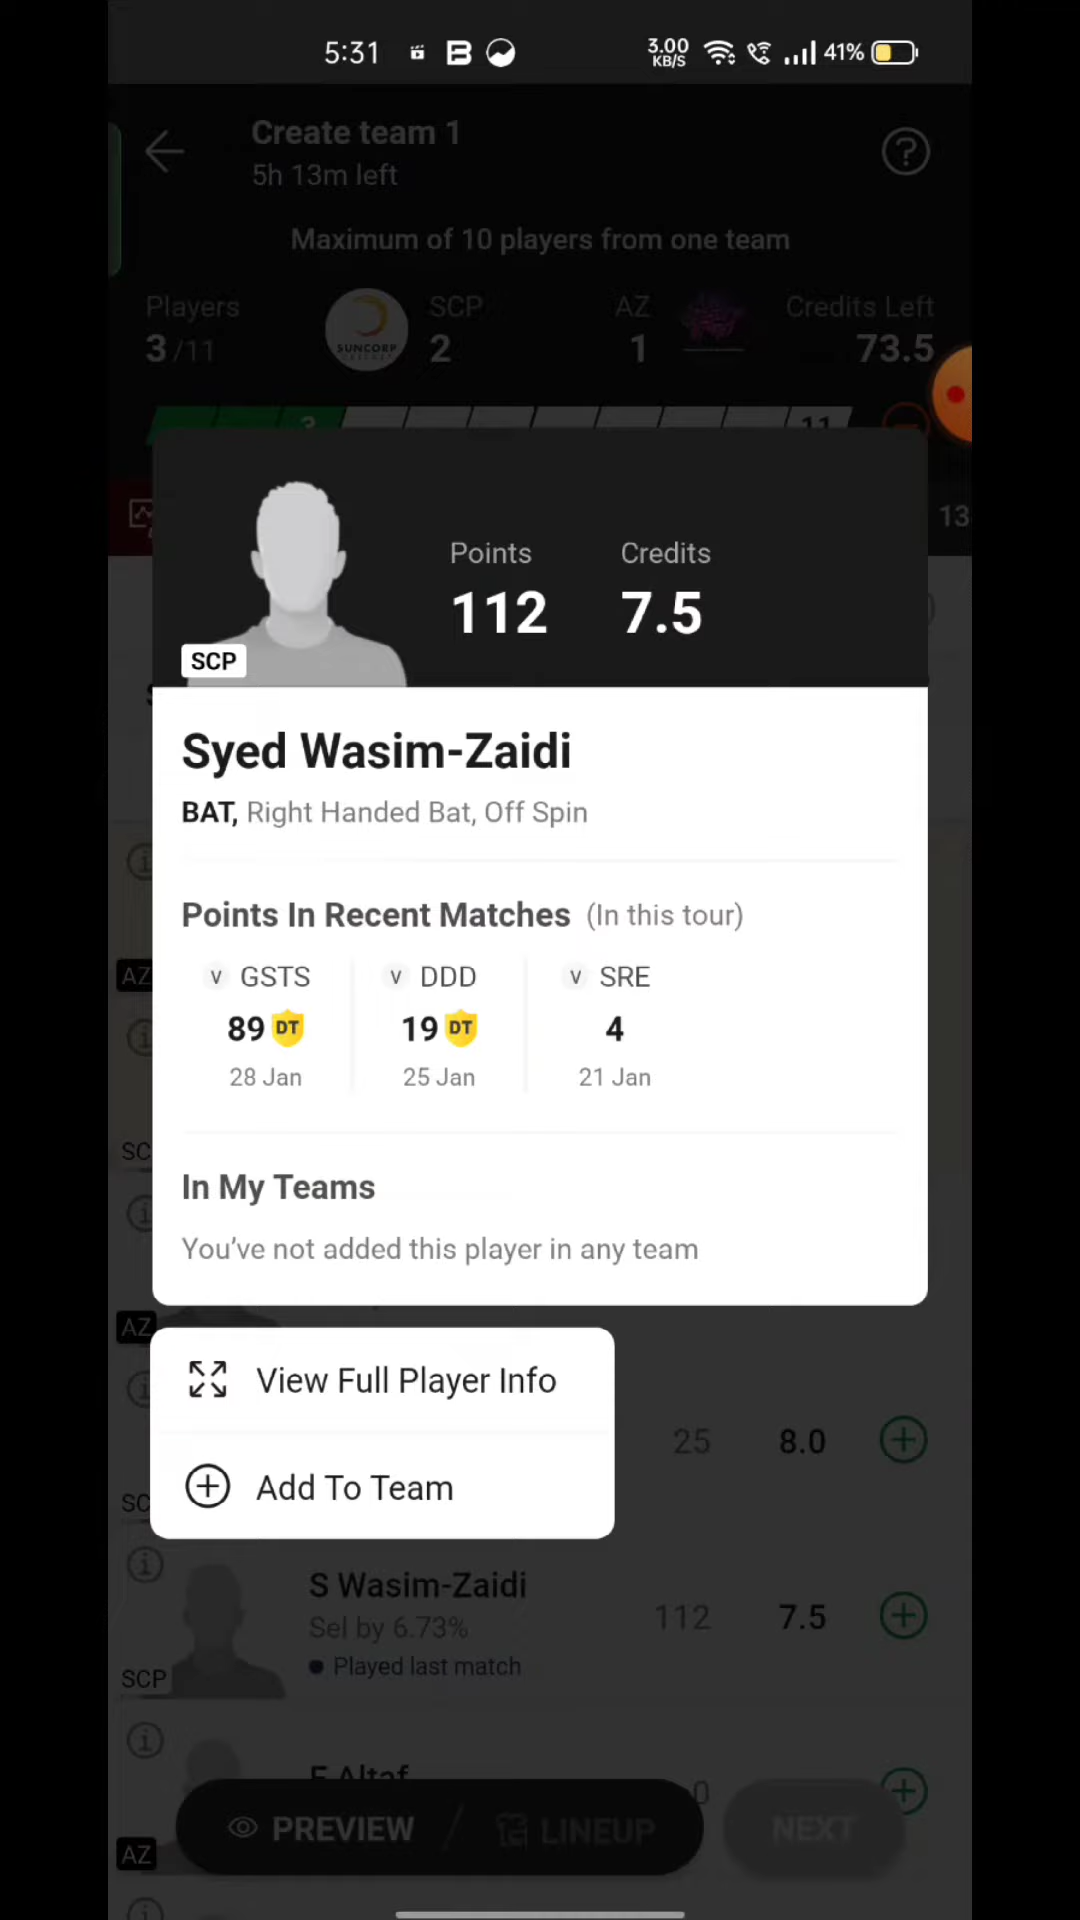 5:31
3.00
KB/S
41%
Create team 1
5h 13m left
Maximum of 10 players from one team
Players
SCP
AZ
Credits Left
3/11
SUNCORP
2
1
73.5
3
11
13
Points
Credits
112
7.5
SCP
Syed Wasim-Zaidi
BAT, Right Handed Bat, Off Spin
Points In Recent Matches (In this tour)
v GSTS
v DDD
v SRE
89 DT
19 DT
4
28 Jan
25 Jan
21 Jan
AZ
SC
In My Teams
You've not added this player in any team
AZ
View Full Player Info
25
8.0
Add To Team
SC
S Wasim-Zaidi
Sel by 6.73%
112
7.5
Played last match
SCP
F Altaf
0
PREVIEW / LINEUP
NEXT
AZ